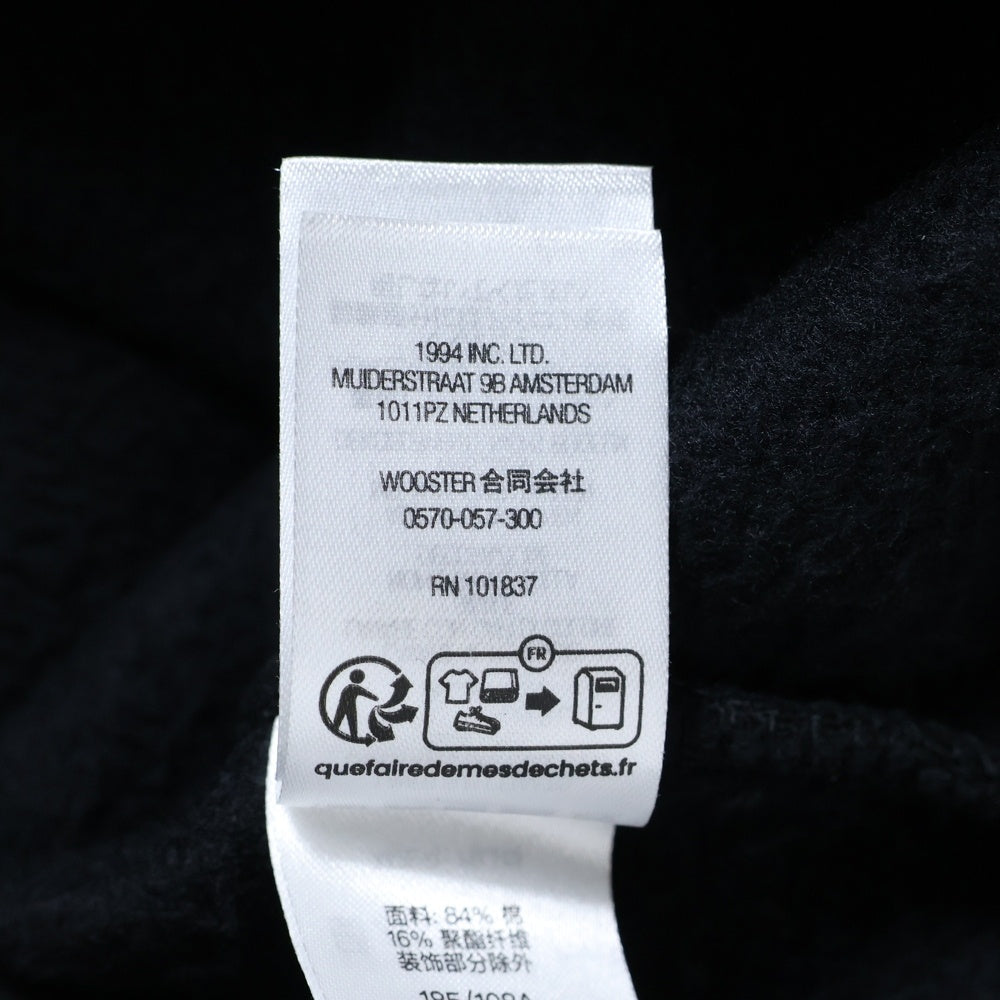 1994 INC. LTD.
MUIDERSTRAAT 9B AMSTERDAM
1011PZ NETHERLANDS
WOOSTER 合同会社
0570-057-300
RN 101837
FR
quefairedemesdechets.fr
面料: 84% 棉
16% 聚酯纤维
装饰部分除外